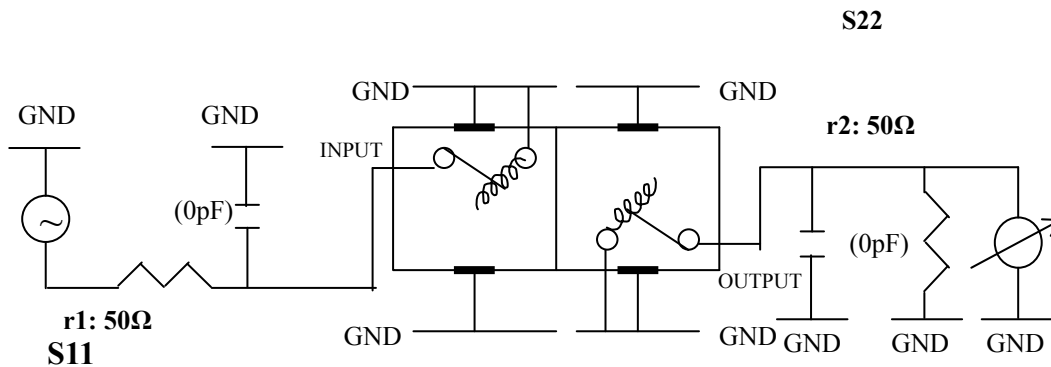 S22
GND
GND
GND
GND
r2: 50Ω
INPUT
(0pF)
(0pF)
OUTPUT
r1: 50Ω
GND
GND
GND
GND
GND
S11